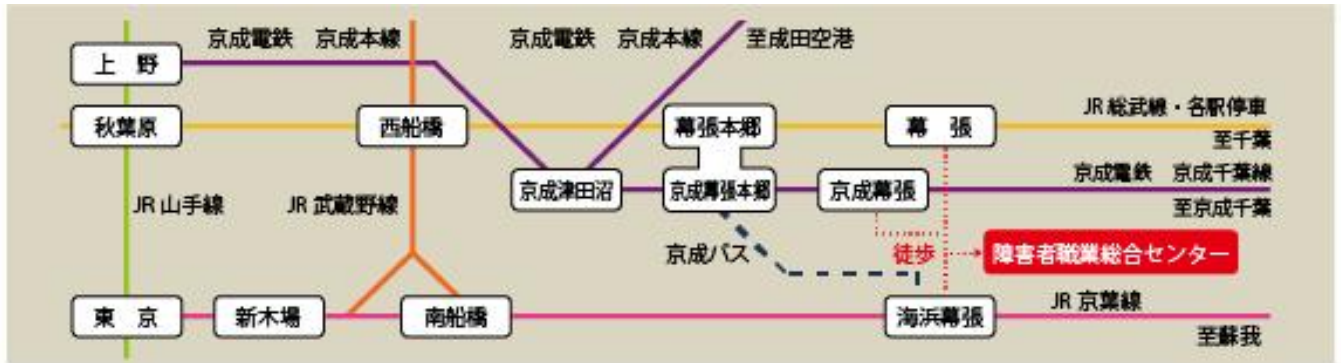 京成電鉄 京成本線
京成電鉄 京成本線
至成田空港
上 野
秋葉原
西船橋
幕張本郷
幕 張
JR 総武線・各駅停車
至千葉
京成津田沼
京成幕張本郷
京成幕張
京成電鉄 京成千葉線
至京成千葉
JR 山手線
JR 武蔵野線
京成バス
徒歩
障害者職業総合センター
東 京
新木場
南船橋
海浜幕張
JR 京葉線
至蘇我